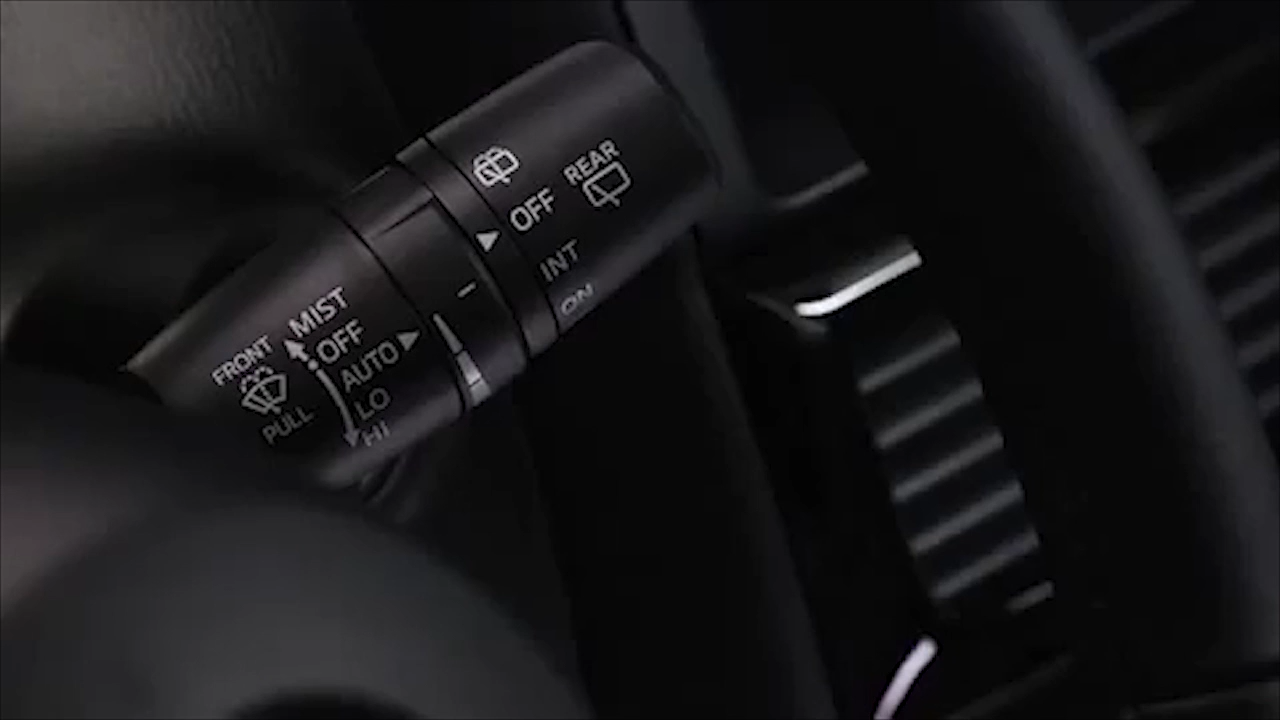 REAR
OFF
INT
ON
FRONT
PULL
MIST
OFF
AUTO
LO
HI